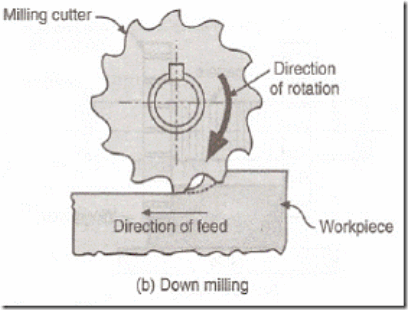 Milling cutter
Direction
of rotation
Direction of feed
Workpiece
(b) Down milling